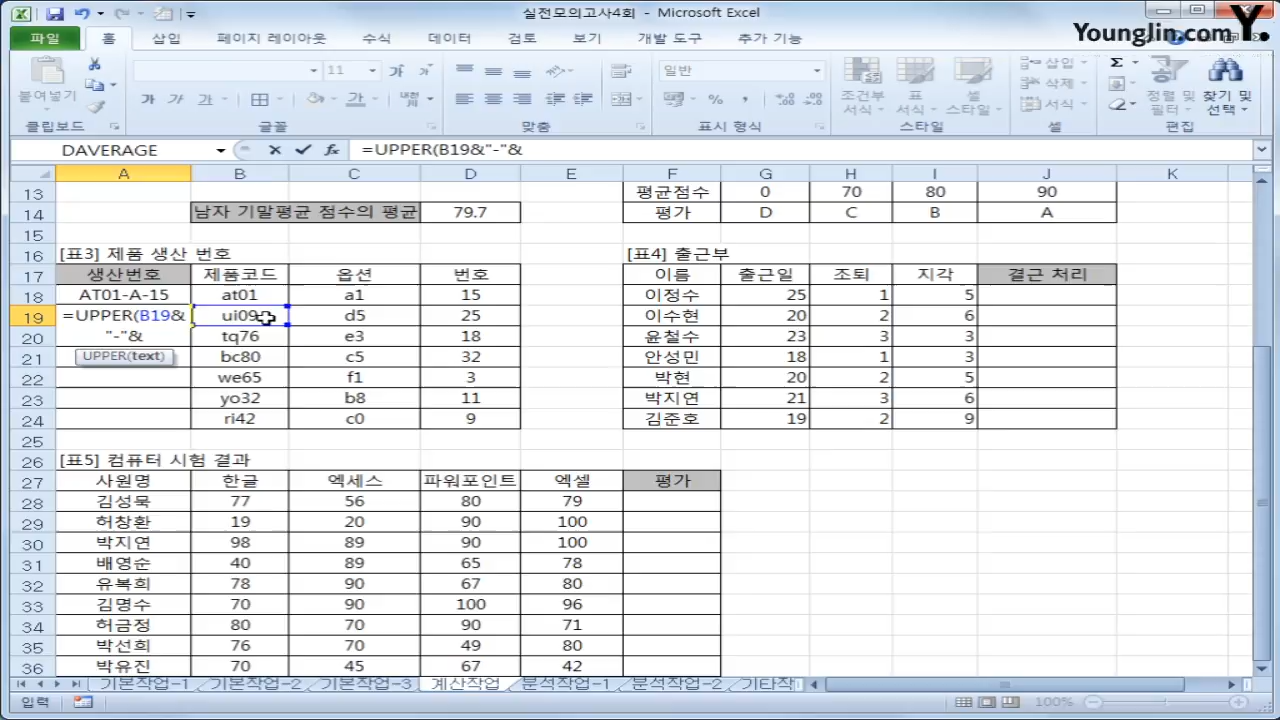 실전모의고사4회 - Microsoft Excel
Younglin.com Y.
파일 홈 삽입 페이지 레이아웃 수식 데이터 검토 보기 개발 도구 추가 기능
붙여넣기 11 가 가 일반 조건부 서식 표 서식 셀 스타일 삽입 삭제 서식 정렬 및 필터 찾기 및 선택
클립보드 글꼴 맞춤 표시 형식 스타일 셀 편집
DAVERAGE =UPPER(B19&"-"&
A B C D E F G H I J K
13 평균점수 0 70 80 90
14 남자 기말평균 점수의 평균 79.7 평가 D C B A
15
16 [표3] 제품 생산 번호 [표4] 출근부
17 생산번호 제품코드 옵션 번호 이름 출근일 조퇴 지각 결근 처리
18 AT01-A-15 at01 a1 15 이정수 25 1 5
19 =UPPER(B19& ui09 d5 25 이수현 20 2 6
20 "-"& tq76 e3 18 윤철수 23 3 3
21 UPPER(text) bc80 c5 32 안성민 18 1 3
22 we65 f1 3 박현 20 2 5
23 yo32 b8 11 박지연 21 3 6
24 ri42 c0 9 김준호 19 2 9
25
26 [표5] 컴퓨터 시험 결과
27 사원명 한글 엑세스 파워포인트 엑셀 평가
28 김성묵 77 56 80 79
29 허창환 19 20 90 100
30 박지연 98 89 90 100
31 배영순 40 89 65 78
32 유복희 78 90 67 80
33 김명수 70 90 100 96
34 허금정 80 70 90 71
35 박선희 76 70 49 80
36 박유진 70 45 67 42
기본작업-1 기본작업-2 기본작업-3 계산작업 분석작업-1 분석작업-2 기타작
입력 100%